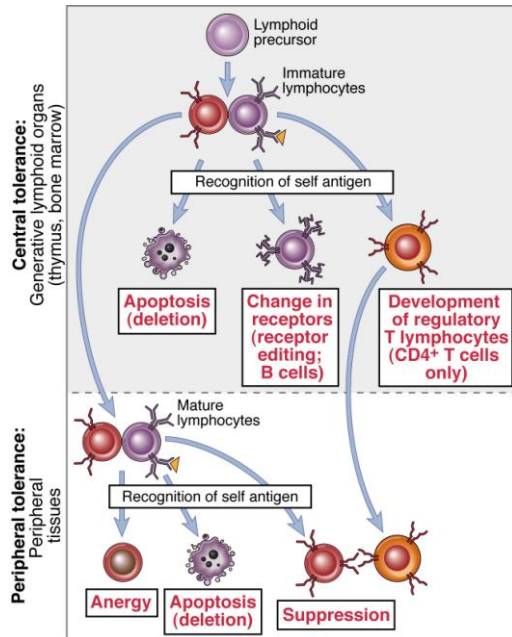 Lymphoid
precursor
Immature
lymphocytes
Central tolerance:
Generative lymphoid organs
(thymus, bone marrow)
Recognition of self antigen
Apoptosis
(deletion)
Change in
receptors
(receptor
editing;
B cells)
Development
of regulatory
T lymphocytes
(CD4+ T cells
only)
Mature
lymphocytes
Peripheral tolerance:
Peripheral
tissues
Recognition of self antigen
Anergy
Apoptosis
(deletion)
Suppression